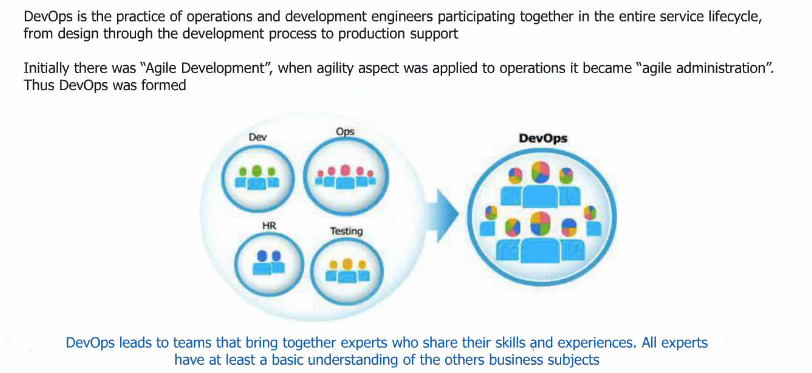 DevOps is the practice of operations and development engineers participating together in the entire service lifecycle,
from design through the development process to production support
Initially there was "Agile Development", when agility aspect was applied to operations it became "agile administration".
Thus DevOps was formed
Dev
Ops
DevOps
HR
Testing
DevOps leads to teams that bring together experts who share their skills and experiences. All experts
have at least a basic understanding of the others business subjects